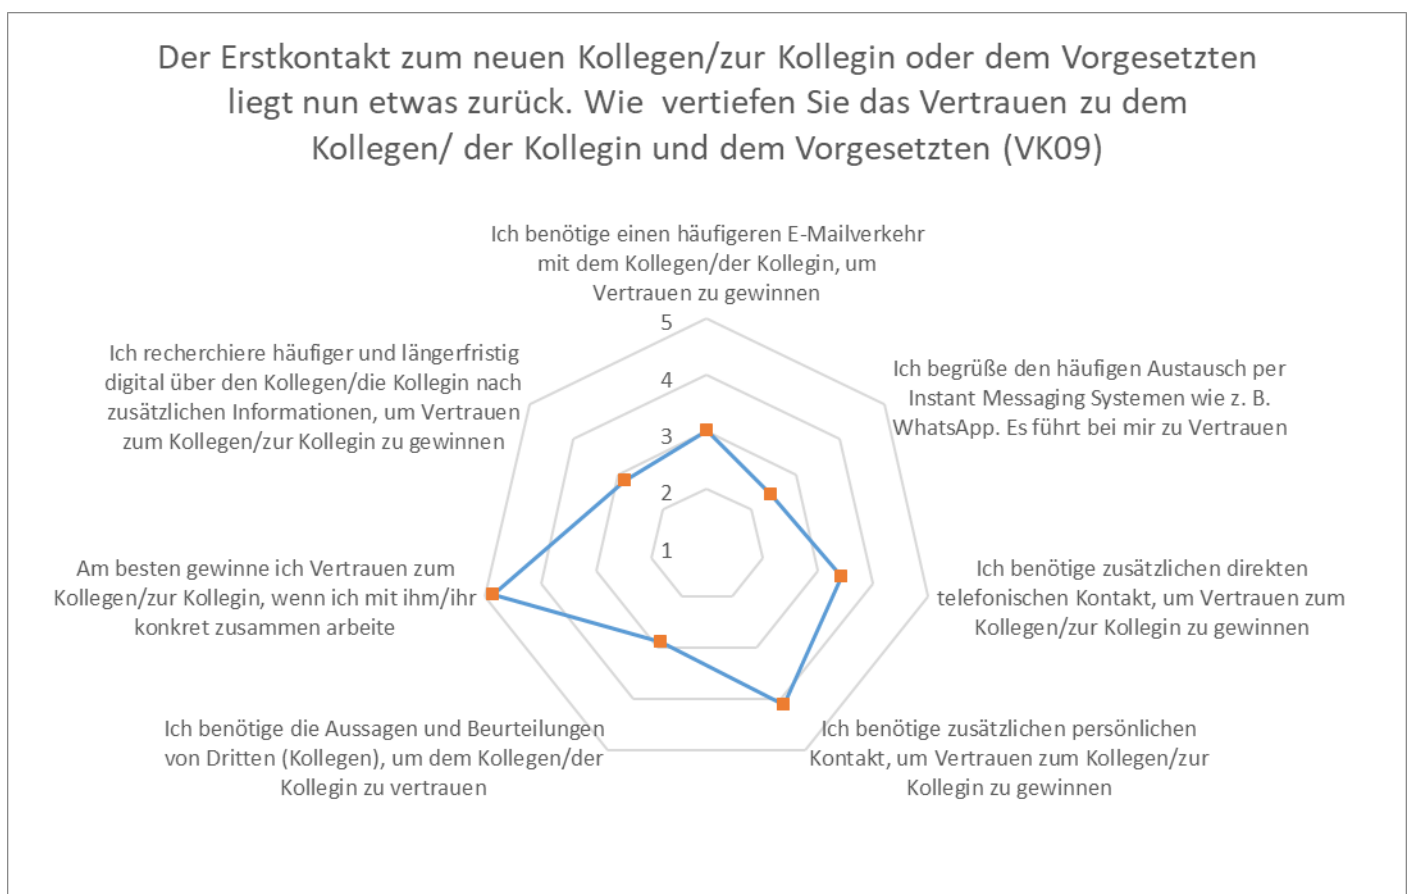 Der Erstkontakt zum neuen Kollegen/zur Kollegin oder dem Vorgesetzten
liegt nun etwas zurück. Wie  vertiefen Sie das Vertrauen zu dem
Kollegen/ der Kollegin und dem Vorgesetzten (VK09)
Ich benötige einen häufigeren E-Mailverkehr
mit dem Kollegen/der Kollegin, um
Vertrauen zu gewinnen
Ich begrüße den häufigen Austausch per
Instant Messaging Systemen wie z. B.
WhatsApp. Es führt bei mir zu Vertrauen
Ich benötige zusätzlichen direkten
telefonischen Kontakt, um Vertrauen zum
Kollegen/zur Kollegin zu gewinnen
Ich benötige zusätzlichen persönlichen
Kontakt, um Vertrauen zum Kollegen/zur
Kollegin zu gewinnen
Ich benötige die Aussagen und Beurteilungen
von Dritten (Kollegen), um dem Kollegen/der
Kollegin zu vertrauen
Am besten gewinne ich Vertrauen zum
Kollegen/zur Kollegin, wenn ich mit ihm/ihr
konkret zusammen arbeite
Ich recherchiere häufiger und längerfristig
digital über den Kollegen/die Kollegin nach
zusätzlichen Informationen, um Vertrauen
zum Kollegen/zur Kollegin zu gewinnen
5
4
3
2
1